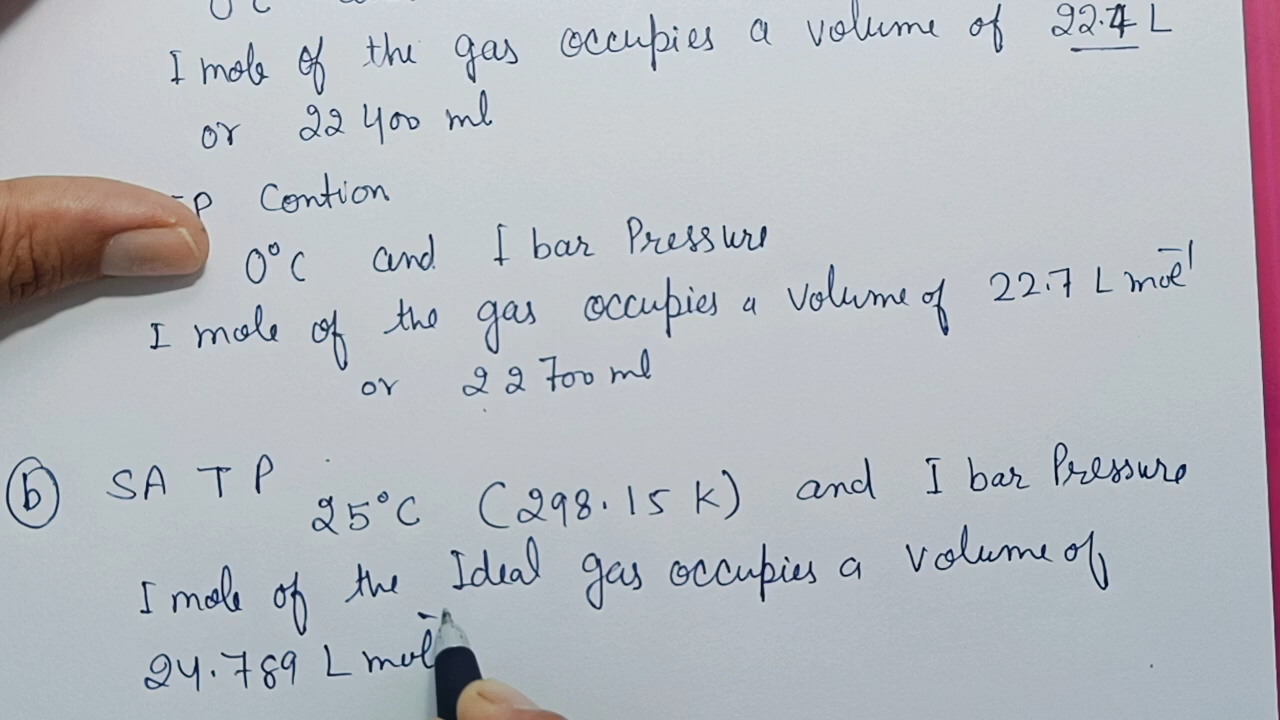 0°C
I mole of the gas occupies a volume of 22.4 L
or 22400 ml
TP Contion
0°C and I bar Pressure
I mole of the gas occupies a volume of 22.7 L mol⁻¹
or 22700 ml
(b) SATP
25°C (298.15 K) and I bar Pressure
I mole of the Ideal gas occupies a volume of
24.789 L mol⁻